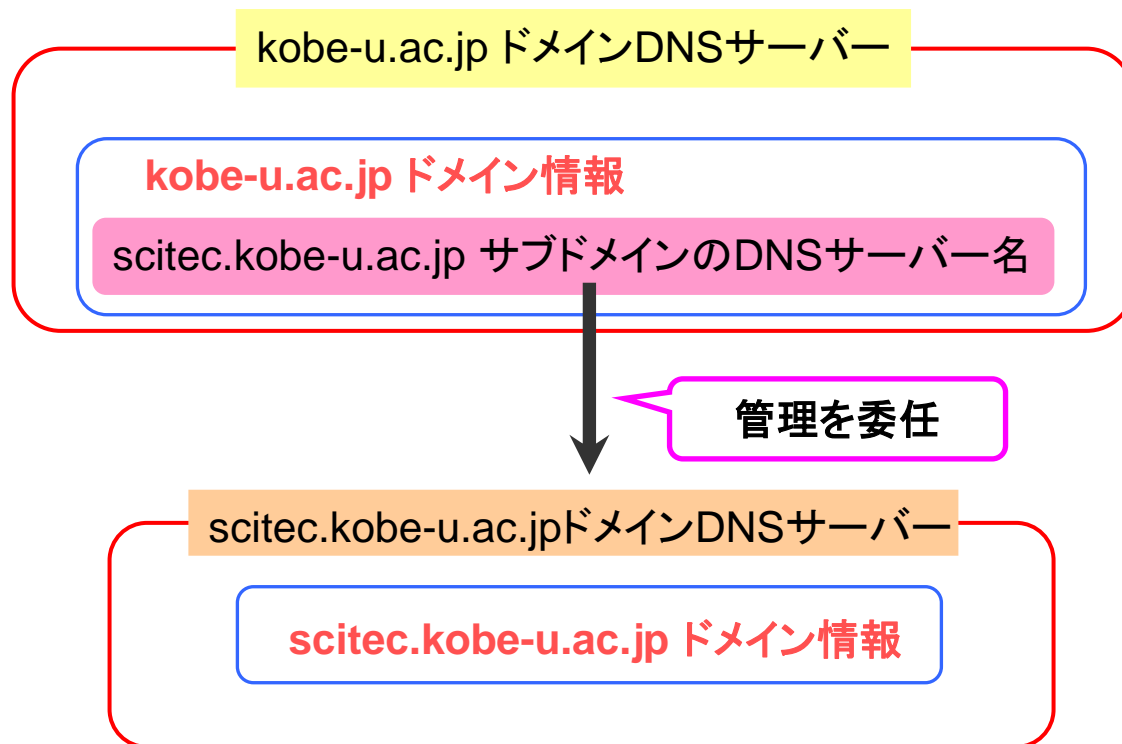 kobe-u.ac.jp ドメインDNSサーバー
kobe-u.ac.jp ドメイン情報
scitec.kobe-u.ac.jp サブドメインのDNSサーバー名
管理を委任
scitec.kobe-u.ac.jpドメインDNSサーバー
scitec.kobe-u.ac.jp ドメイン情報